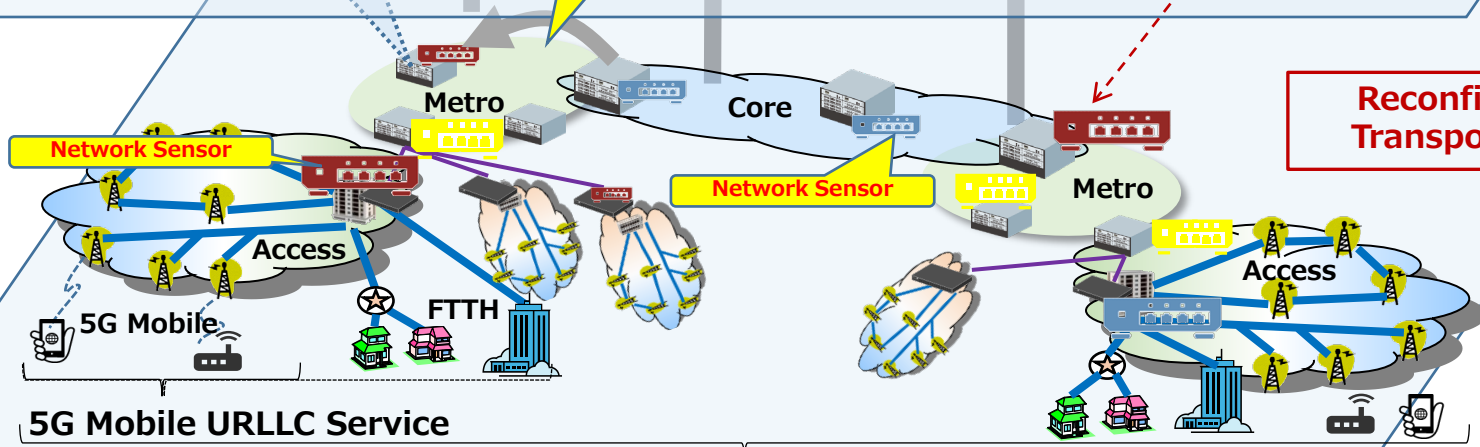 Metro
Core
Reconfi
Transpo
Network Sensor
Network Sensor
Metro
Access
Access
FTTH
5G Mobile
5G Mobile URLLC Service